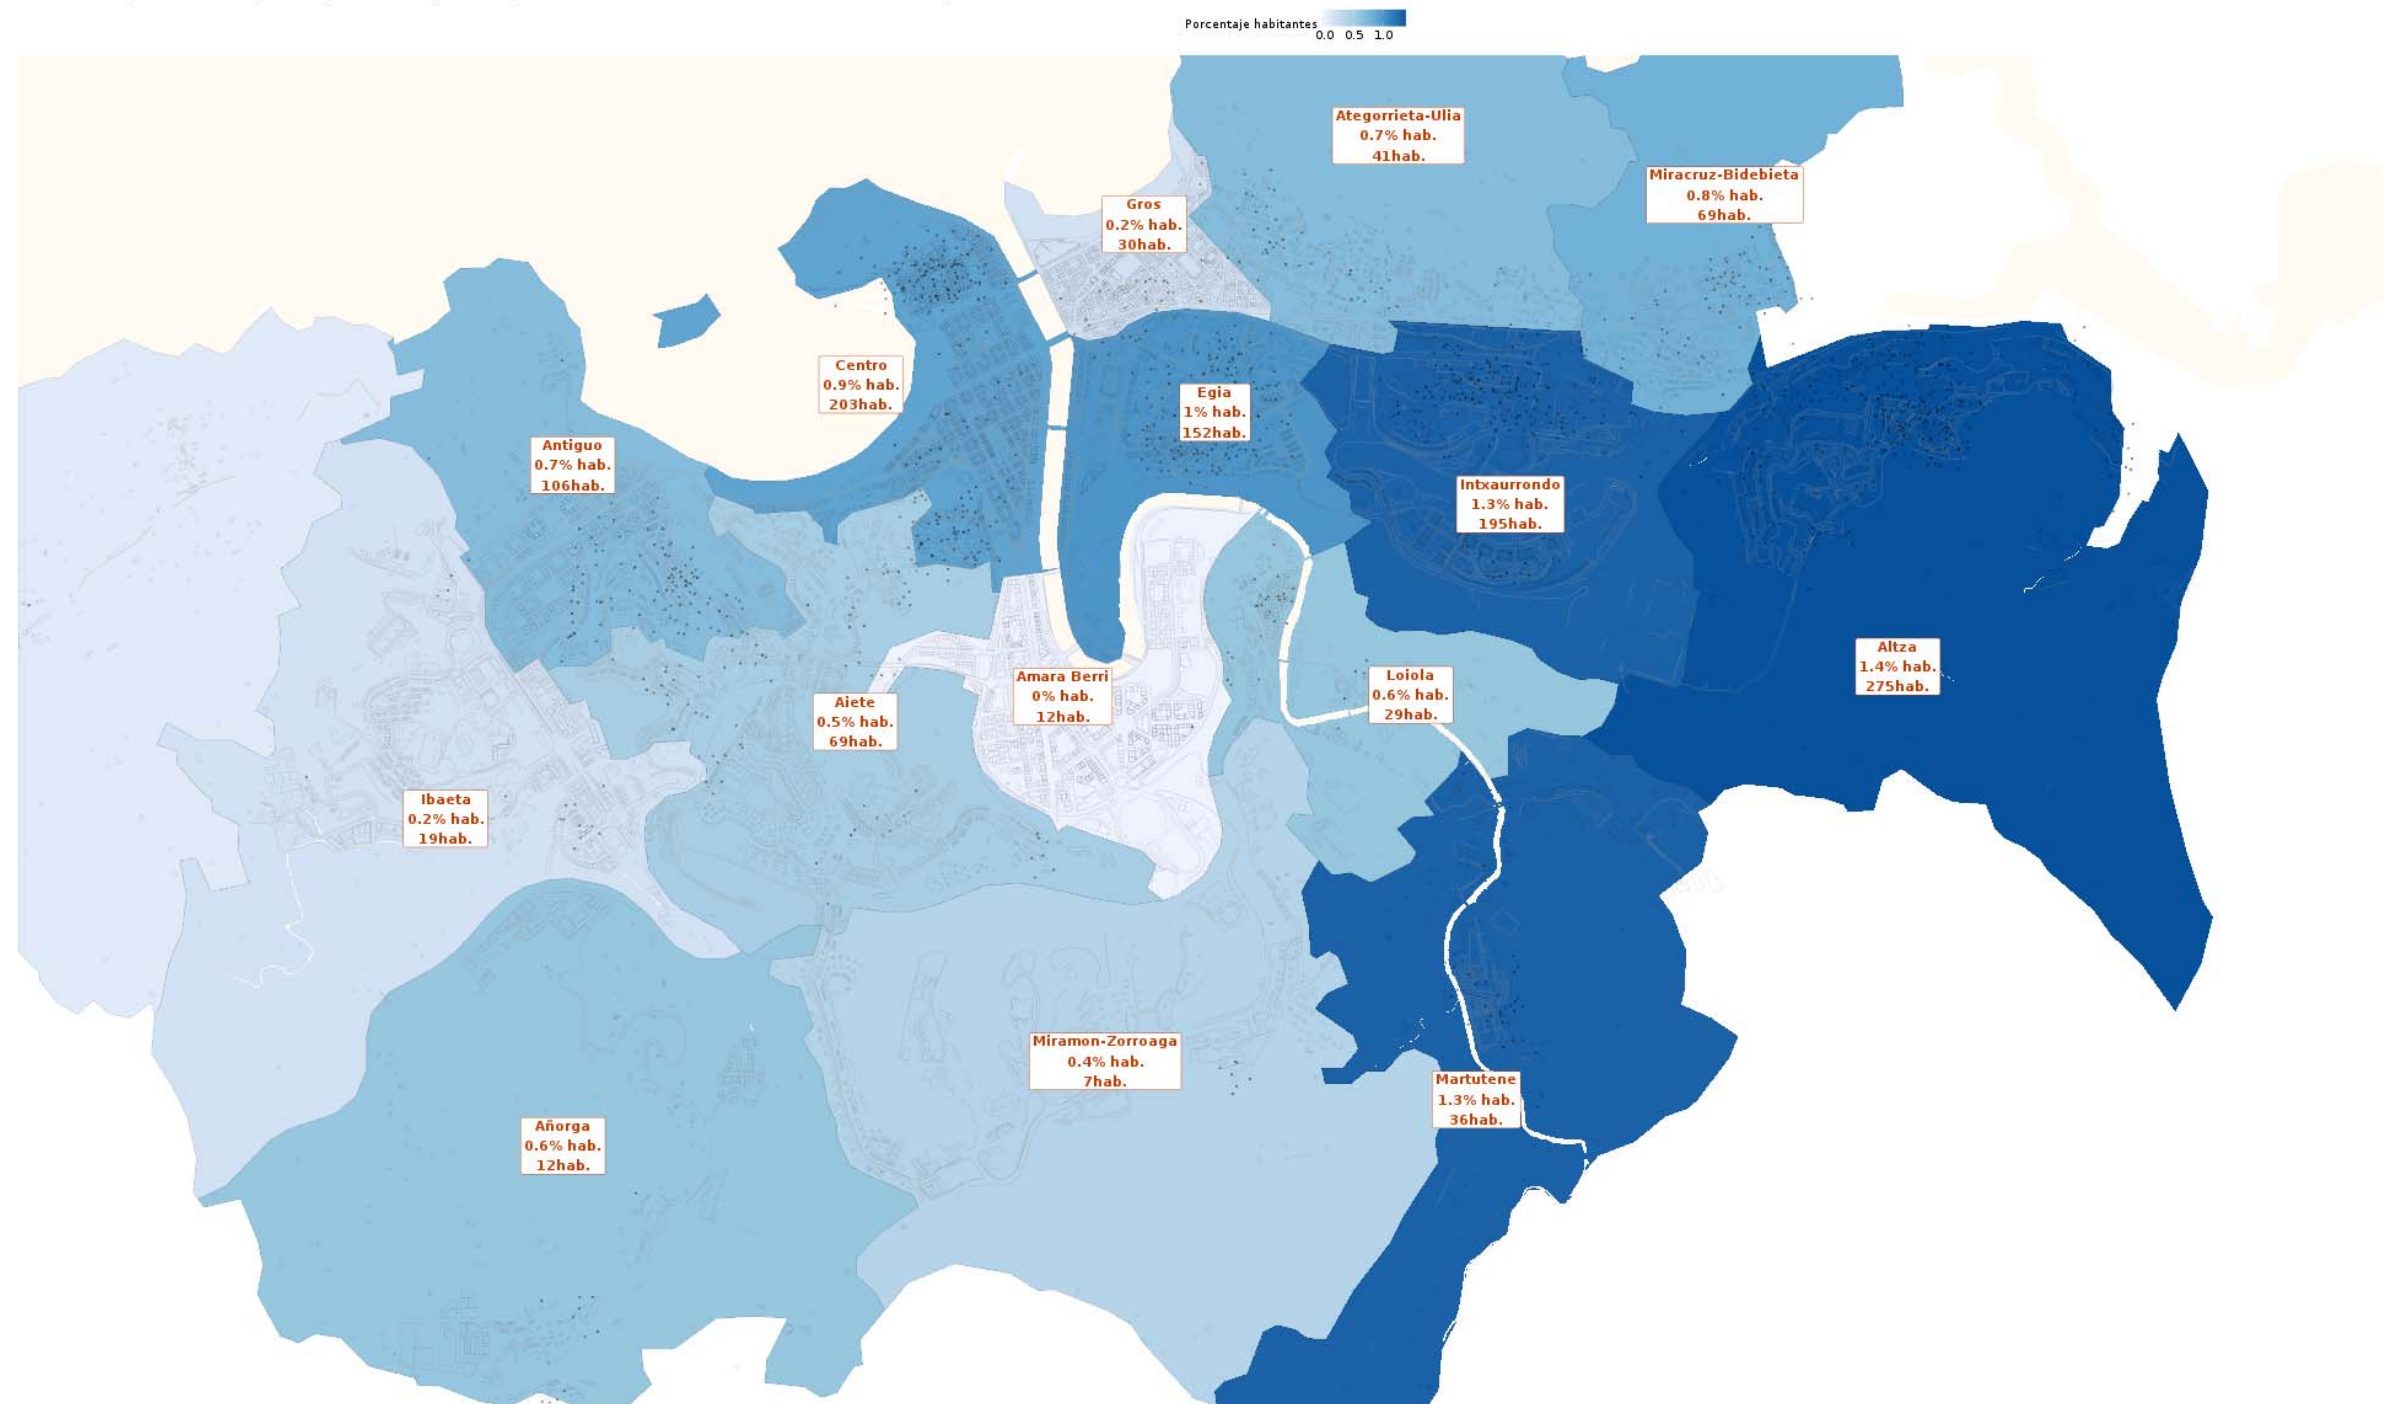 Porcentaje habitantes
0.0 0.5 1.0
Ategorrieta-Ulia
0.7% hab.
41hab.
Miracruz-Bidebieta
0.8% hab.
69hab.
Gros
0.2% hab.
30hab.
Centro
0.9% hab.
203hab.
Egia
1% hab.
152hab.
Antiguo
0.7% hab.
106hab.
Intxaurrondo
1.3% hab.
195hab.
Altza
1.4% hab.
275hab.
Amara Berri
0% hab.
12hab.
Loiola
0.6% hab.
29hab.
Aiete
0.5% hab.
69hab.
Ibaeta
0.2% hab.
19hab.
Miramon-Zorroaga
0.4% hab.
7hab.
Martutene
1.3% hab.
36hab.
Añorga
0.6% hab.
12hab.